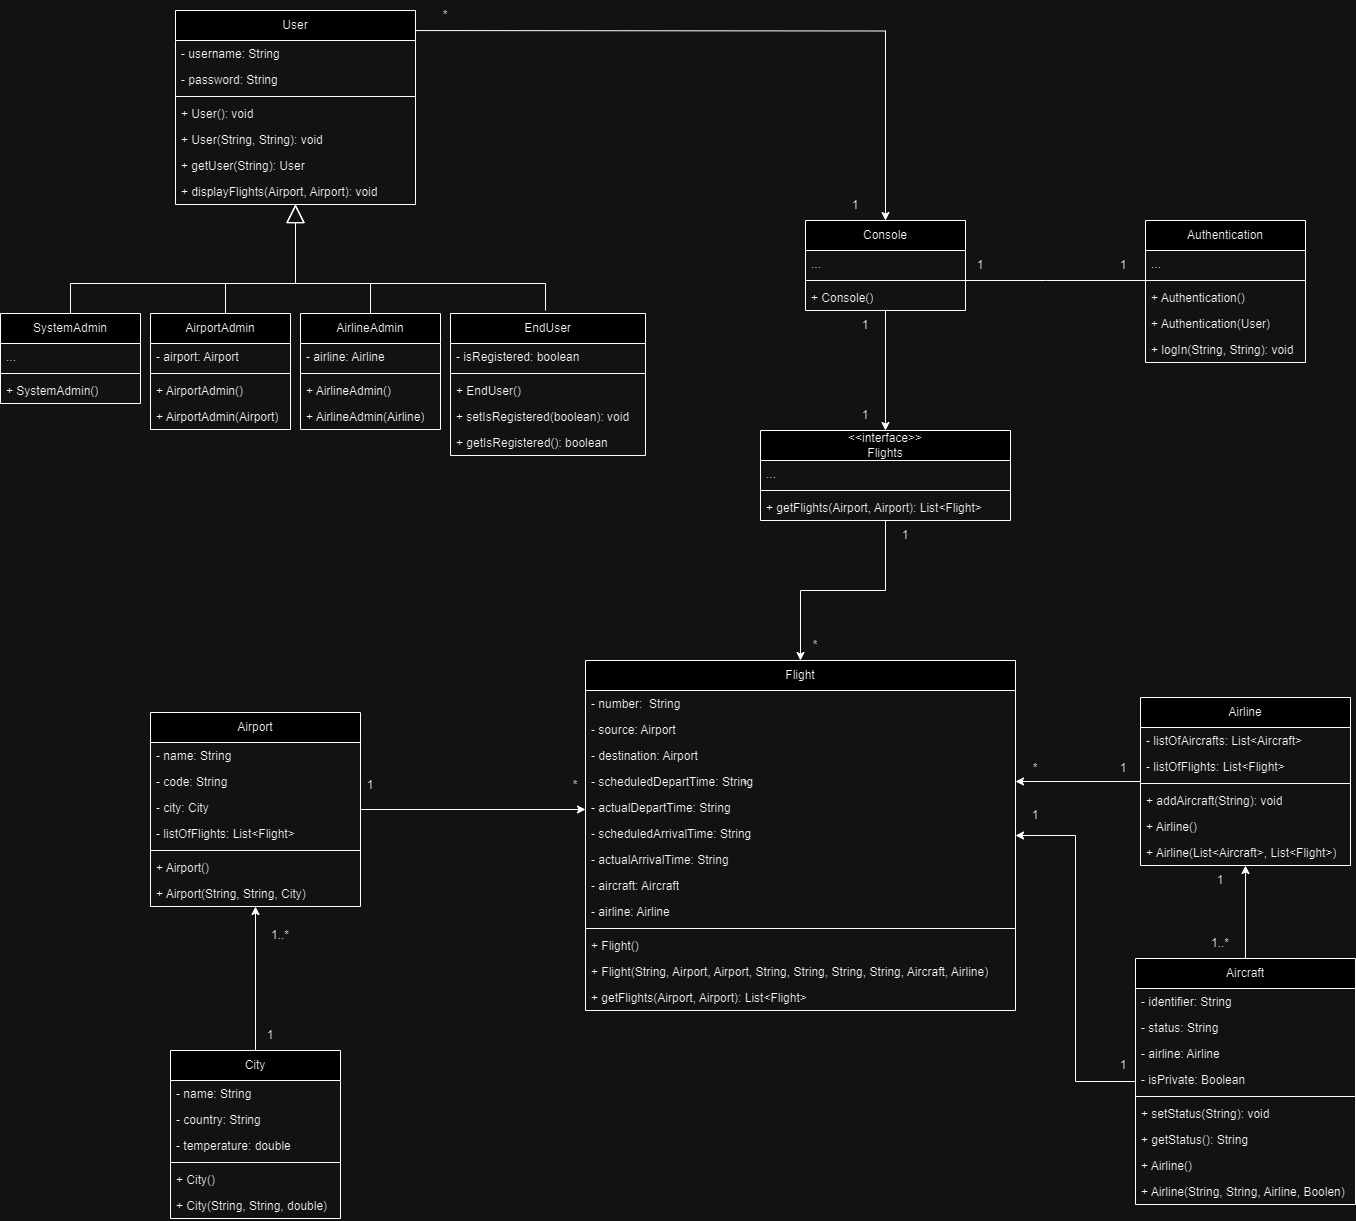 User
- username: String
- password: String
+ User(): void
+ User(String, String): void
+ getUser(String): User
+ displayFlights(Airport, Airport): void
*
1
Console
...
+ Console()
1
1
Authentication
...
+ Authentication()
+ Authentication(User)
+ logIn(String, String): void
SystemAdmin
...
+ SystemAdmin()
AirportAdmin
- airport: Airport
+ AirportAdmin()
+ AirportAdmin(Airport)
AirlineAdmin
- airline: Airline
+ AirlineAdmin()
+ AirlineAdmin(Airline)
EndUser
- isRegistered: boolean
+ EndUser()
+ setIsRegistered(boolean): void
+ getIsRegistered(): boolean
1
1
<<interface>>
Flights
...
+ getFlights(Airport, Airport): List<Flight>
1
*
Flight
- number:  String
- source: Airport
- destination: Airport
- scheduledDepartTime: String
- actualDepartTime: String
- scheduledArrivalTime: String
- actualArrivalTime: String
- aircraft: Aircraft
- airline: Airline
+ Flight()
+ Flight(String, Airport, Airport, String, String, String, String, Aircraft, Airline)
+ getFlights(Airport, Airport): List<Flight>
Airport
- name: String
- code: String
- city: City
- listOfFlights: List<Flight>
+ Airport()
+ Airport(String, String, City)
1
*
1..*
1
City
- name: String
- country: String
- temperature: double
+ City()
+ City(String, String, double)
Airline
- listOfAircrafts: List<Aircraft>
- listOfFlights: List<Flight>
+ addAircraft(String): void
+ Airline()
+ Airline(List<Aircraft>, List<Flight>)
*
1
1
1
1..*
1
Aircraft
- identifier: String
- status: String
- airline: Airline
- isPrivate: Boolean
+ setStatus(String): void
+ getStatus(): String
+ Airline()
+ Airline(String, String, Airline, Boolen)